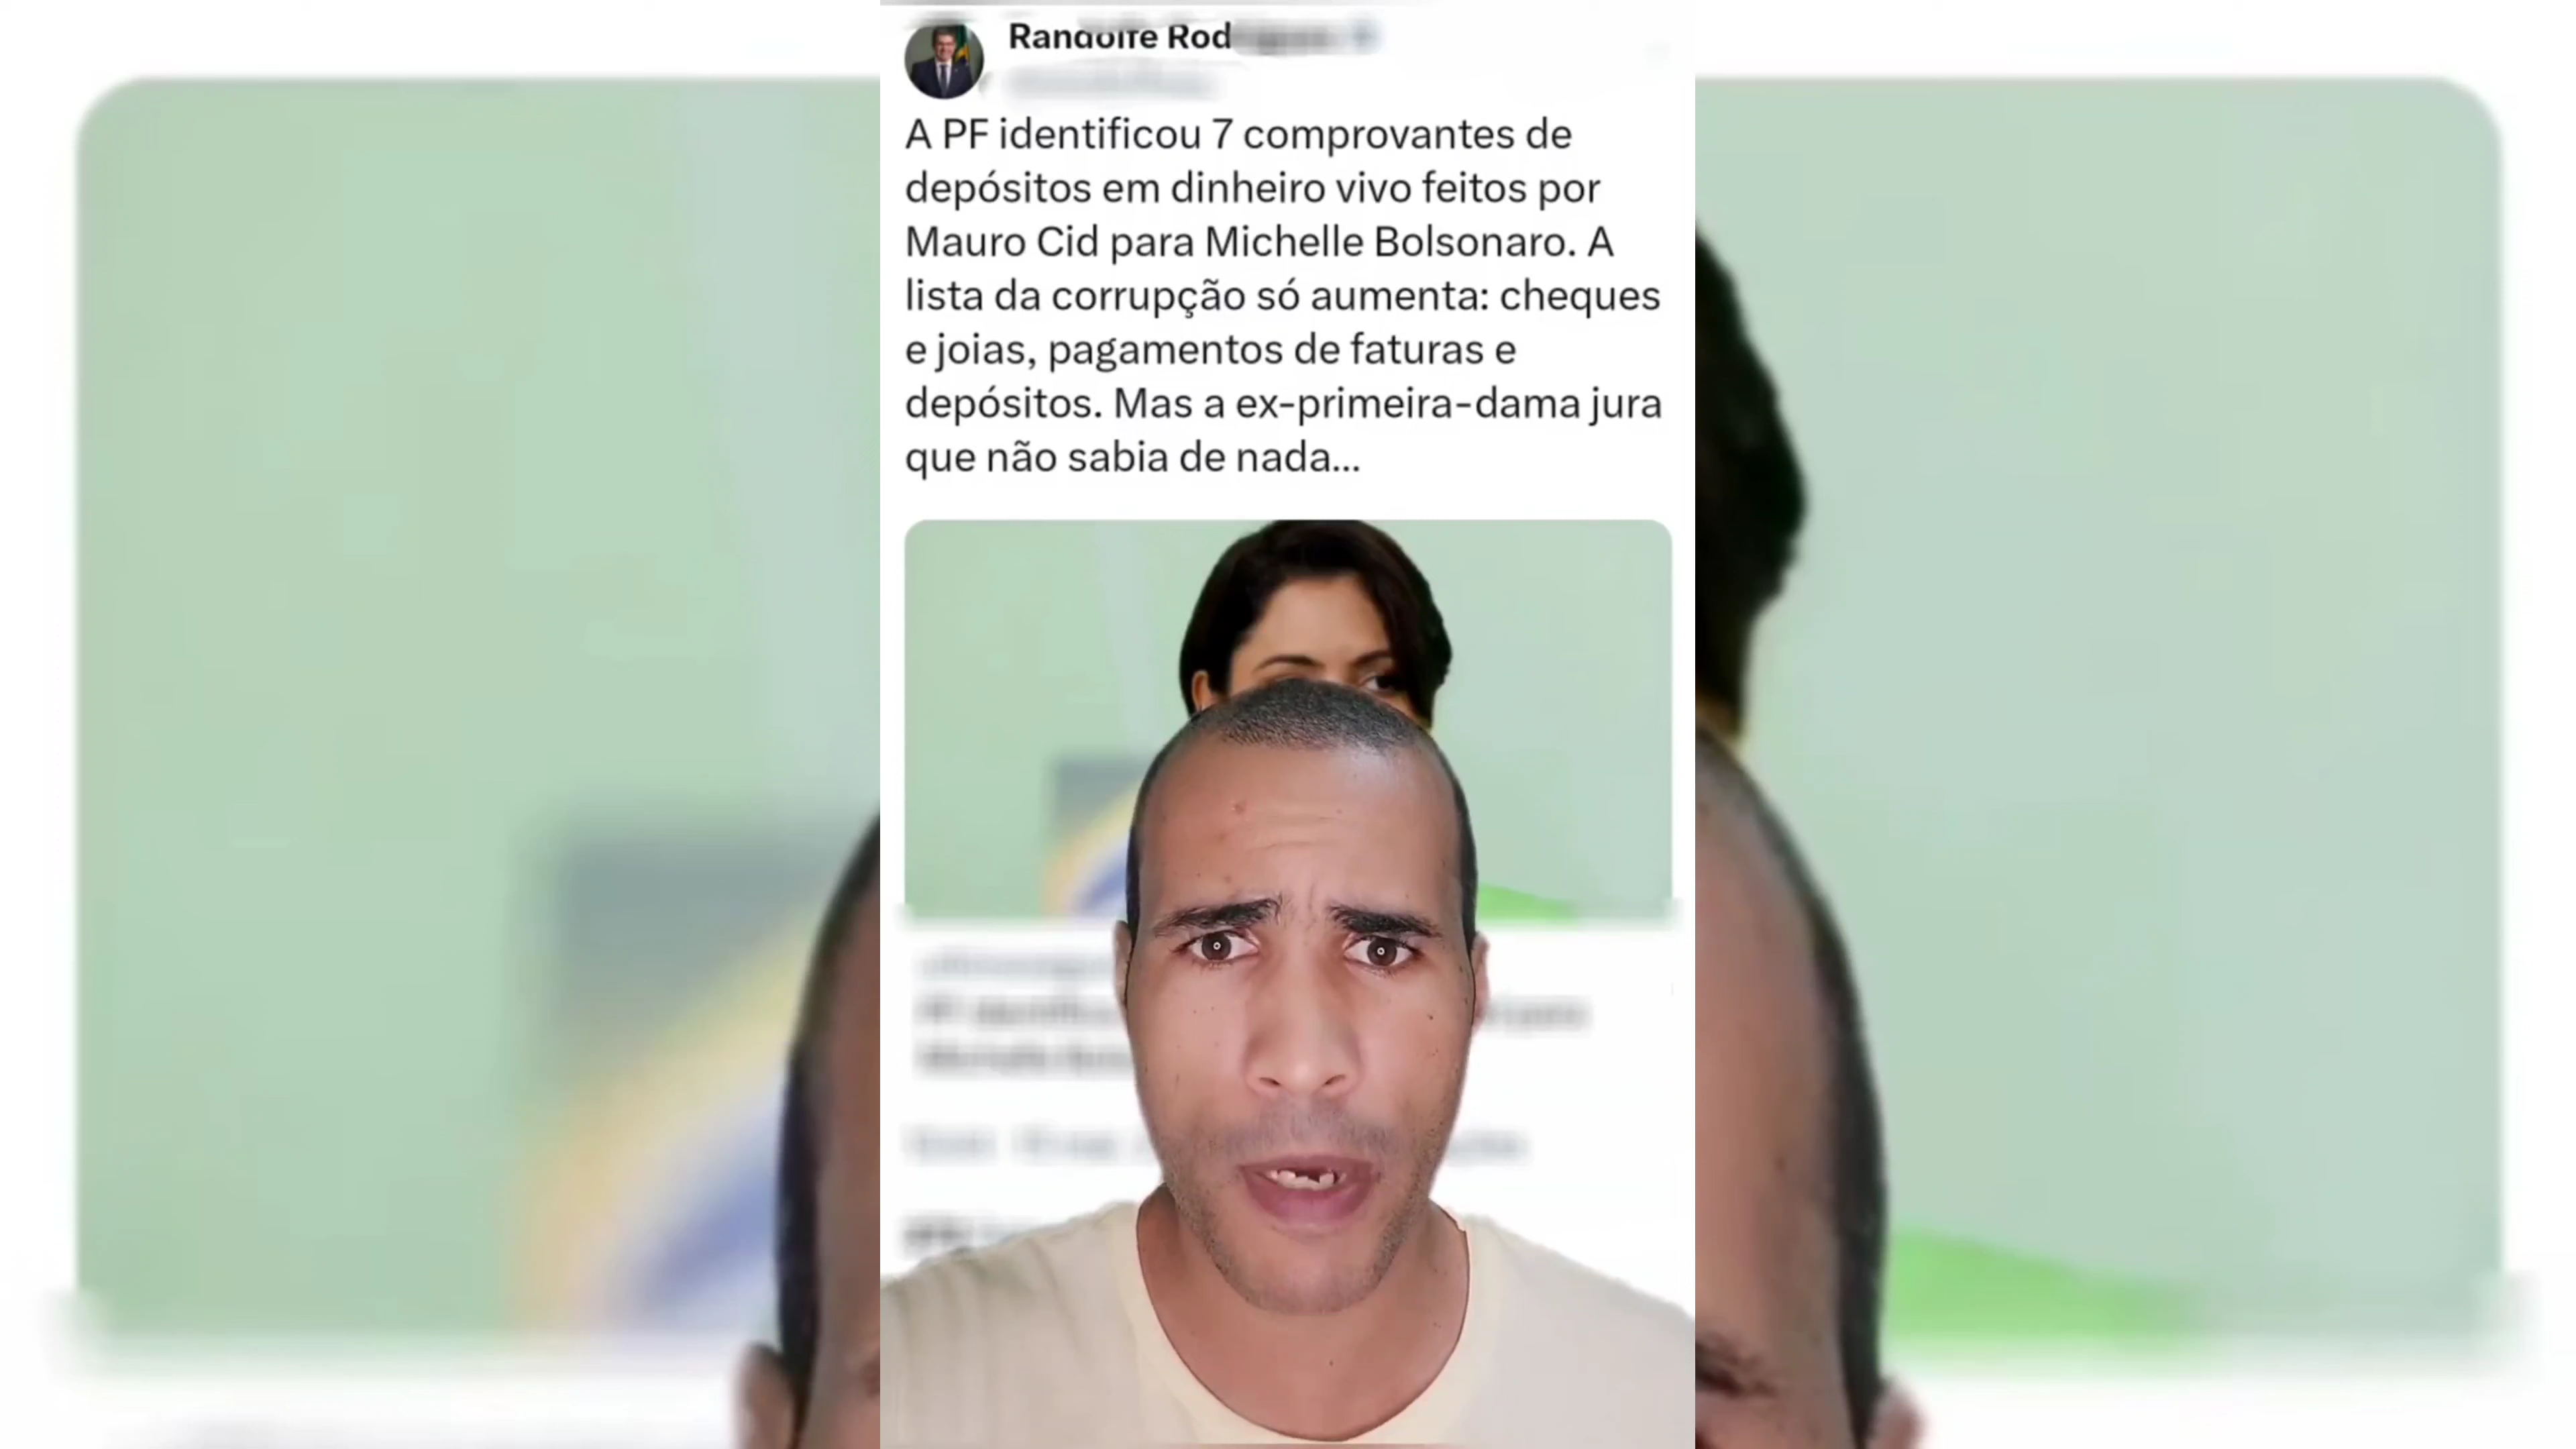 Randolfe Rod
A PF identificou 7 comprovantes de
depósitos em dinheiro vivo feitos por
Mauro Cid para Michelle Bolsonaro. A
lista da corrupção só aumenta: cheques
e joias, pagamentos de faturas e
depósitos. Mas a ex-primeira-dama jura
que não sabia de nada...